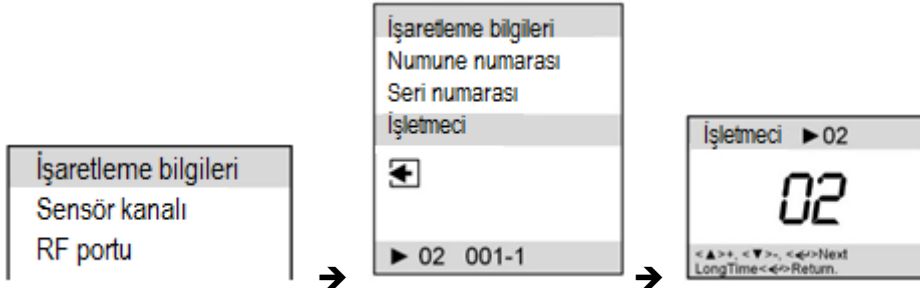 İşaretleme bilgileri
Sensör kanalı
RF portu
➔
İşaretleme bilgileri
Numune numarası
Seri numarası
İşletmeci
► 02 001-1
➔
İşletmeci ►02
02
<▲>+, <▼>-, <↵>Next
LongTime<↵>Return.